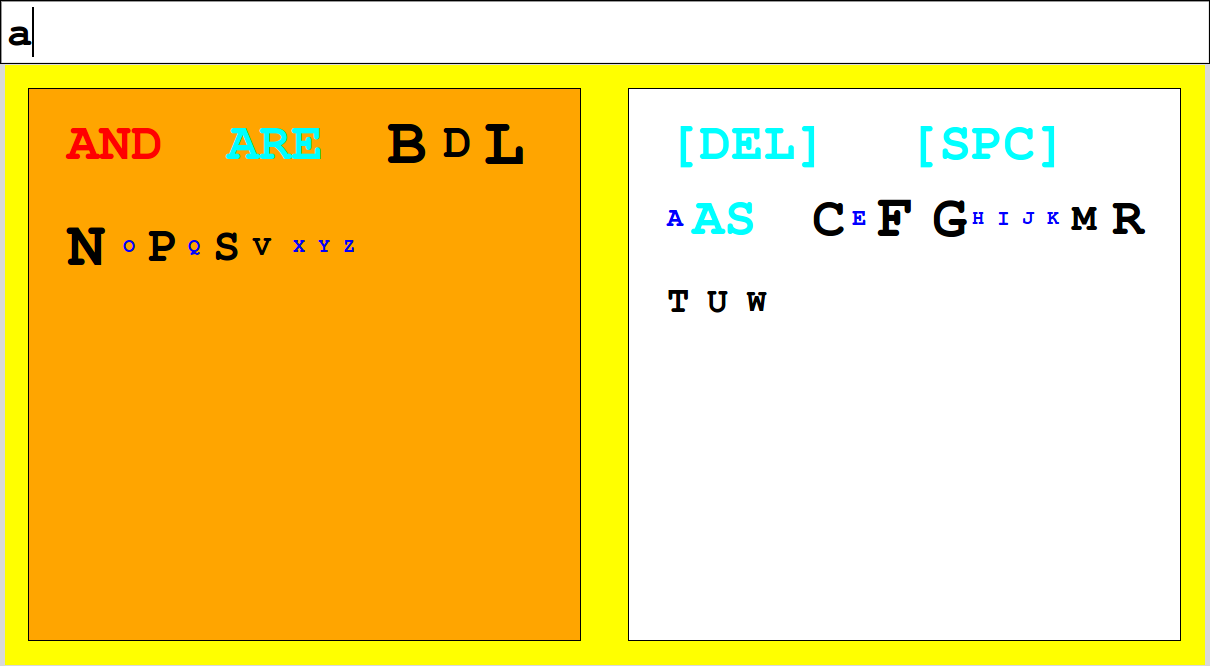 a
AND ARE B D L
N O P Q S V X Y Z
[DEL] [SPC]
A AS C E F G H I J K M R
T U W